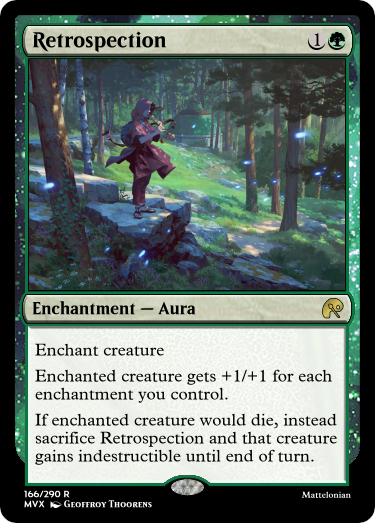 Retrospection 1
Enchantment — Aura
Enchant creature
Enchanted creature gets +1/+1 for each
enchantment you control.
If enchanted creature would die, instead
sacrifice Retrospection and that creature
gains indestructible until end of turn.
166/290 R
MVX Geoffroy Thoorens
Mattelonian